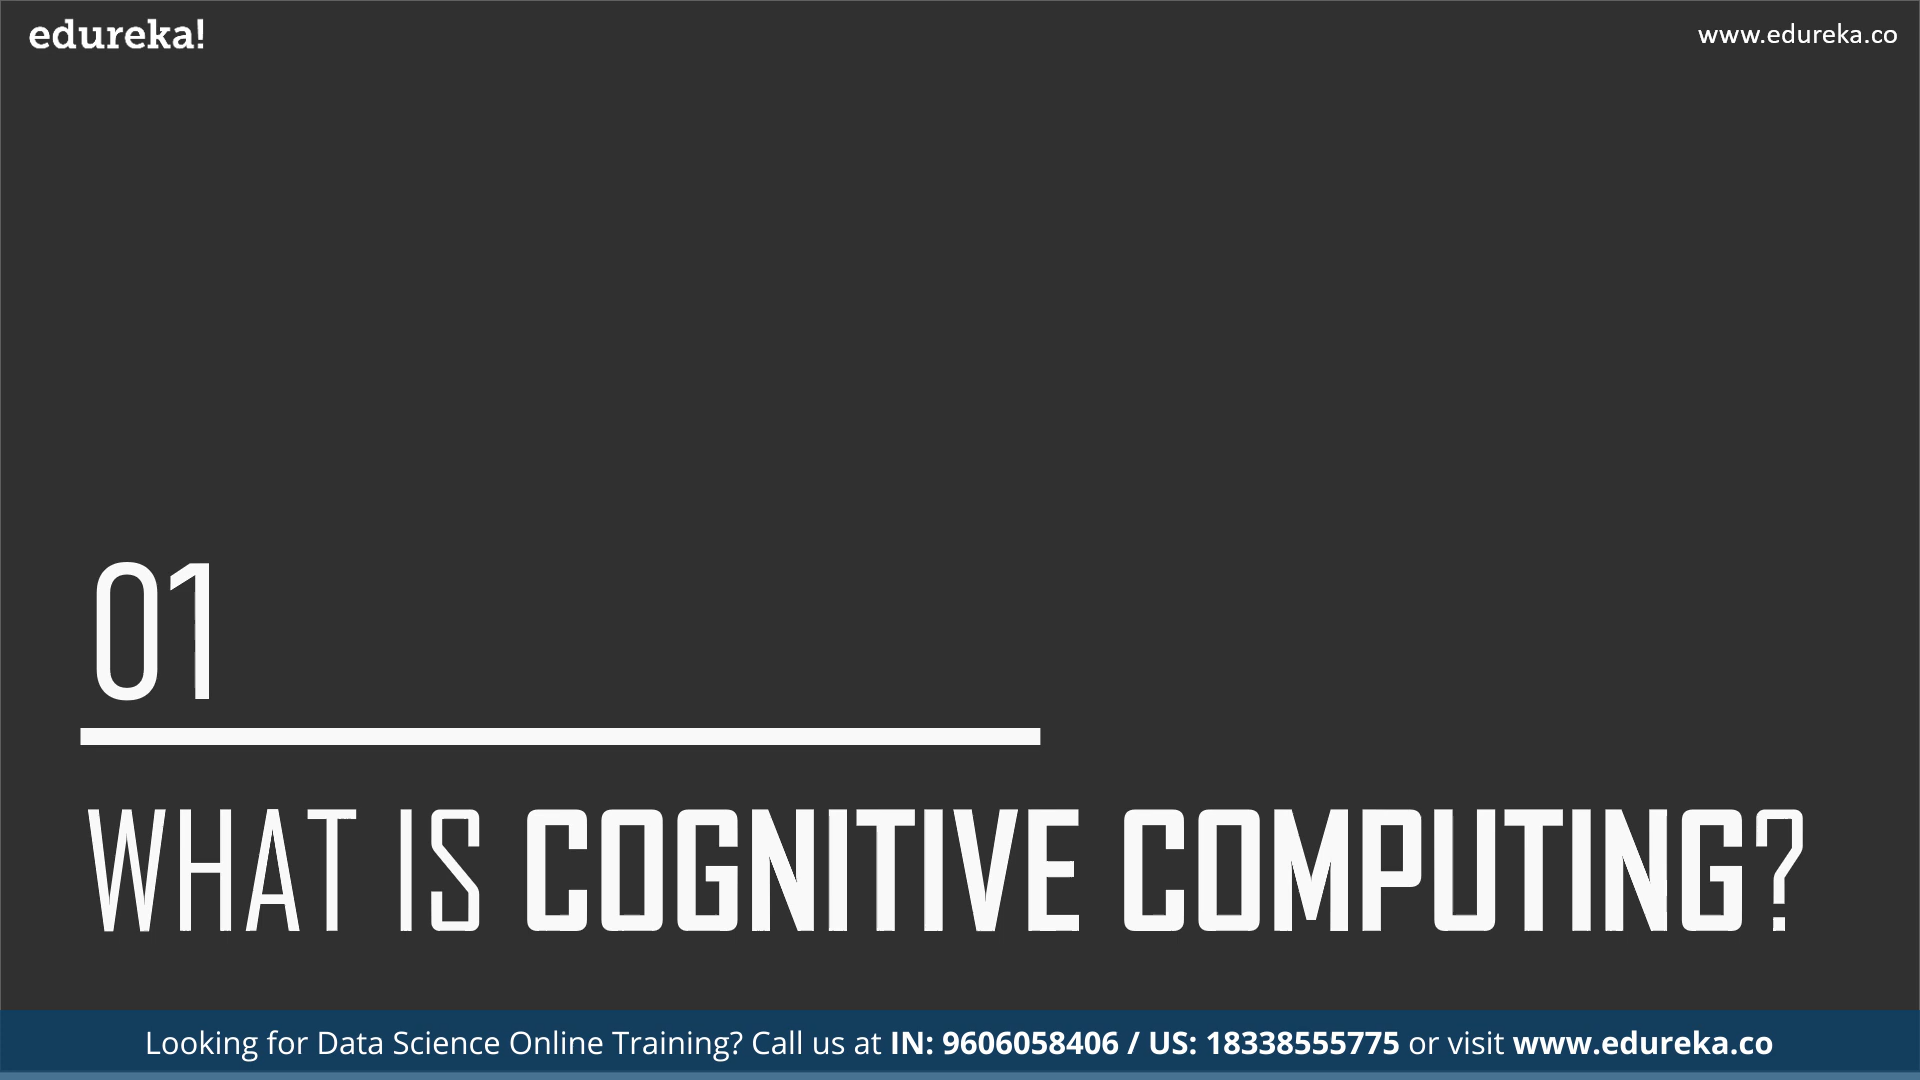 edureka!
www.edureka.co
01
WHAT IS COGNITIVE COMPUTING?
Looking for Data Science Online Training? Call us at IN: 9606058406 / US: 18338555775 or visit www.edureka.co